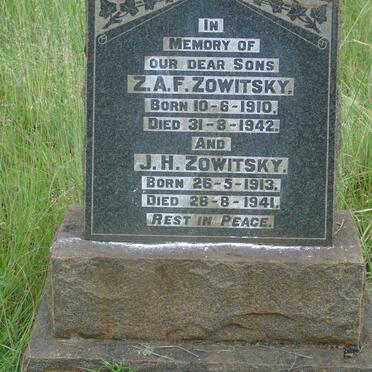 IN
MEMORY OF
OUR DEAR SONS
Z.A.F. ZOWITSKY.
BORN 10-6-1910.
DIED 31-8-1942.
AND
J.H. ZOWITSKY.
BORN 26-5-1913.
DIED 28-8-1941.
REST IN PEACE.